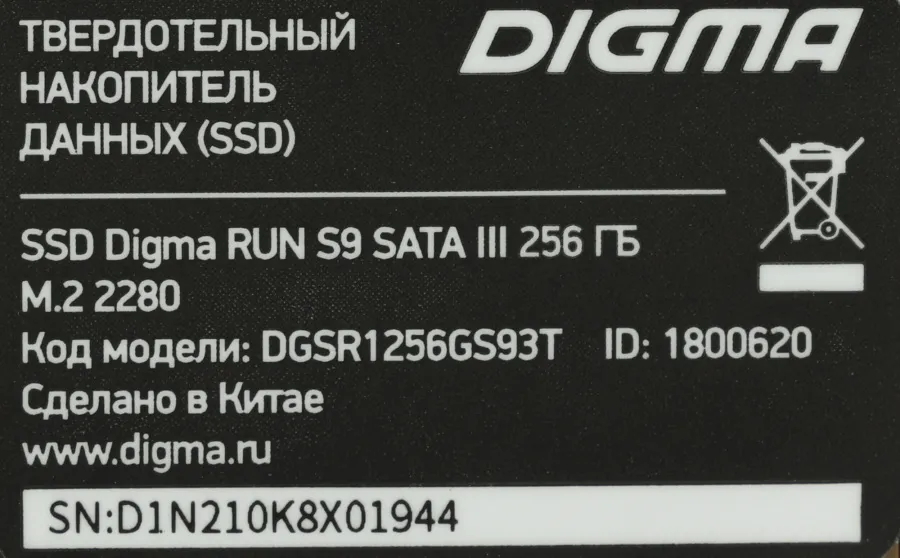 ТВЕРДОТЕЛЬНЫЙ
НАКОПИТЕЛЬ
ДАННЫХ (SSD)
DIGMA
SSD Digma RUN S9 SATA III 256 ГБ
M.2 2280
Код модели: DGSR1256GS93T ID: 1800620
Сделано в Китае
www.digma.ru
SN:D1N210K8X01944